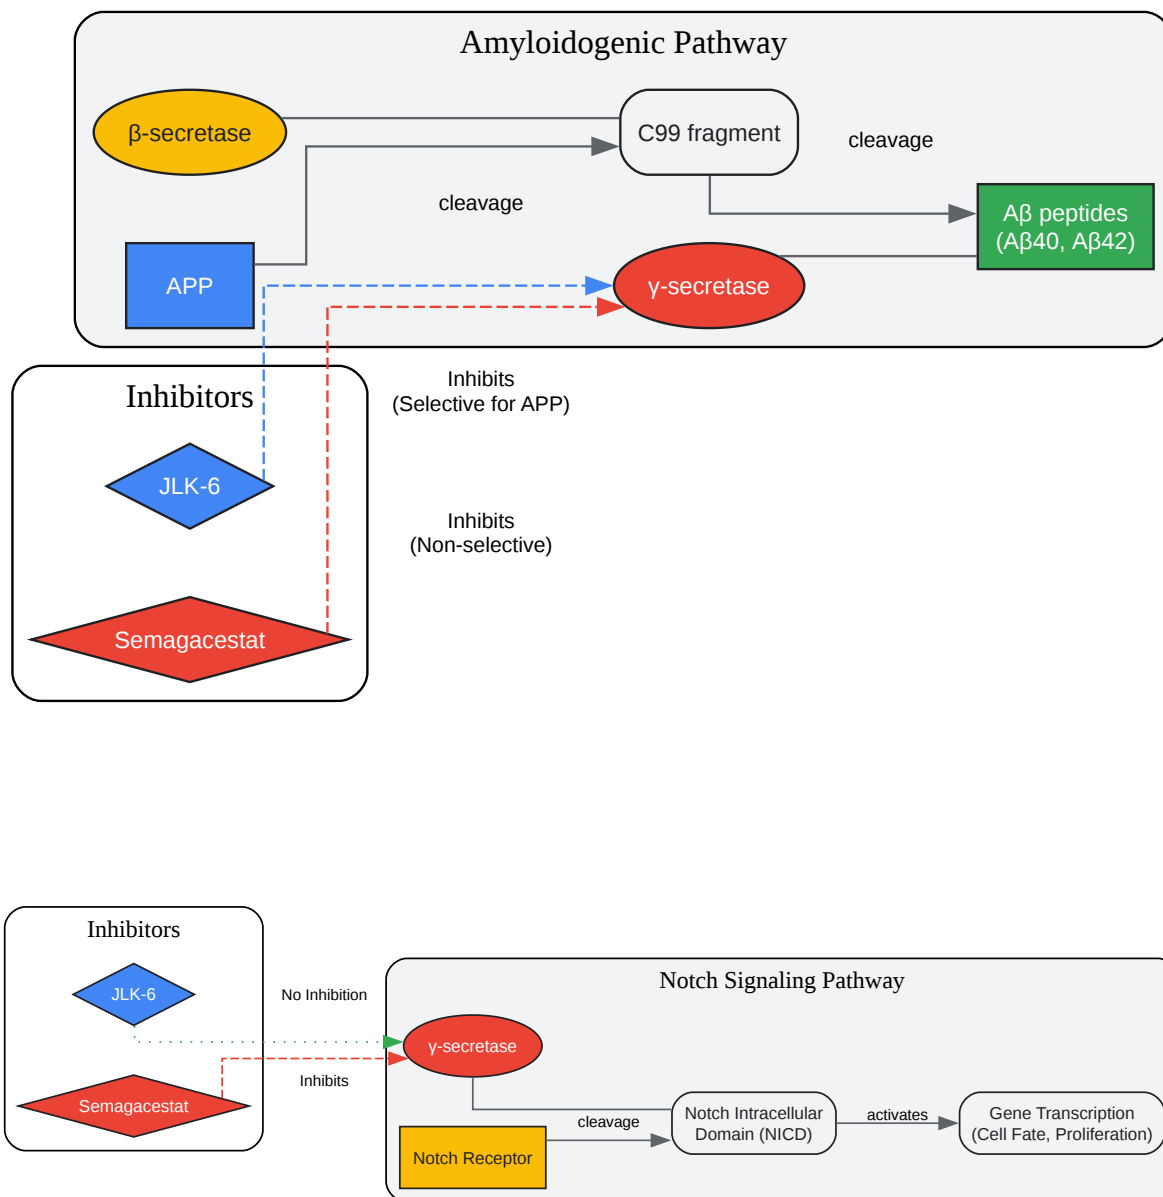 Amyloidogenic Pathway
β-secretase
C99 fragment
cleavage
cleavage
Aβ peptides
(Aβ40, Aβ42)
APP
γ-secretase
Inhibitors
Inhibits
(Selective for APP)
JLK-6
Inhibits
(Non-selective)
Semagacestat
Inhibitors
JLK-6
No Inhibition
Inhibits
Semagacestat
Notch Signaling Pathway
γ-secretase
cleavage
Notch Receptor
Notch Intracellular
Domain (NICD)
activates
Gene Transcription
(Cell Fate, Proliferation)